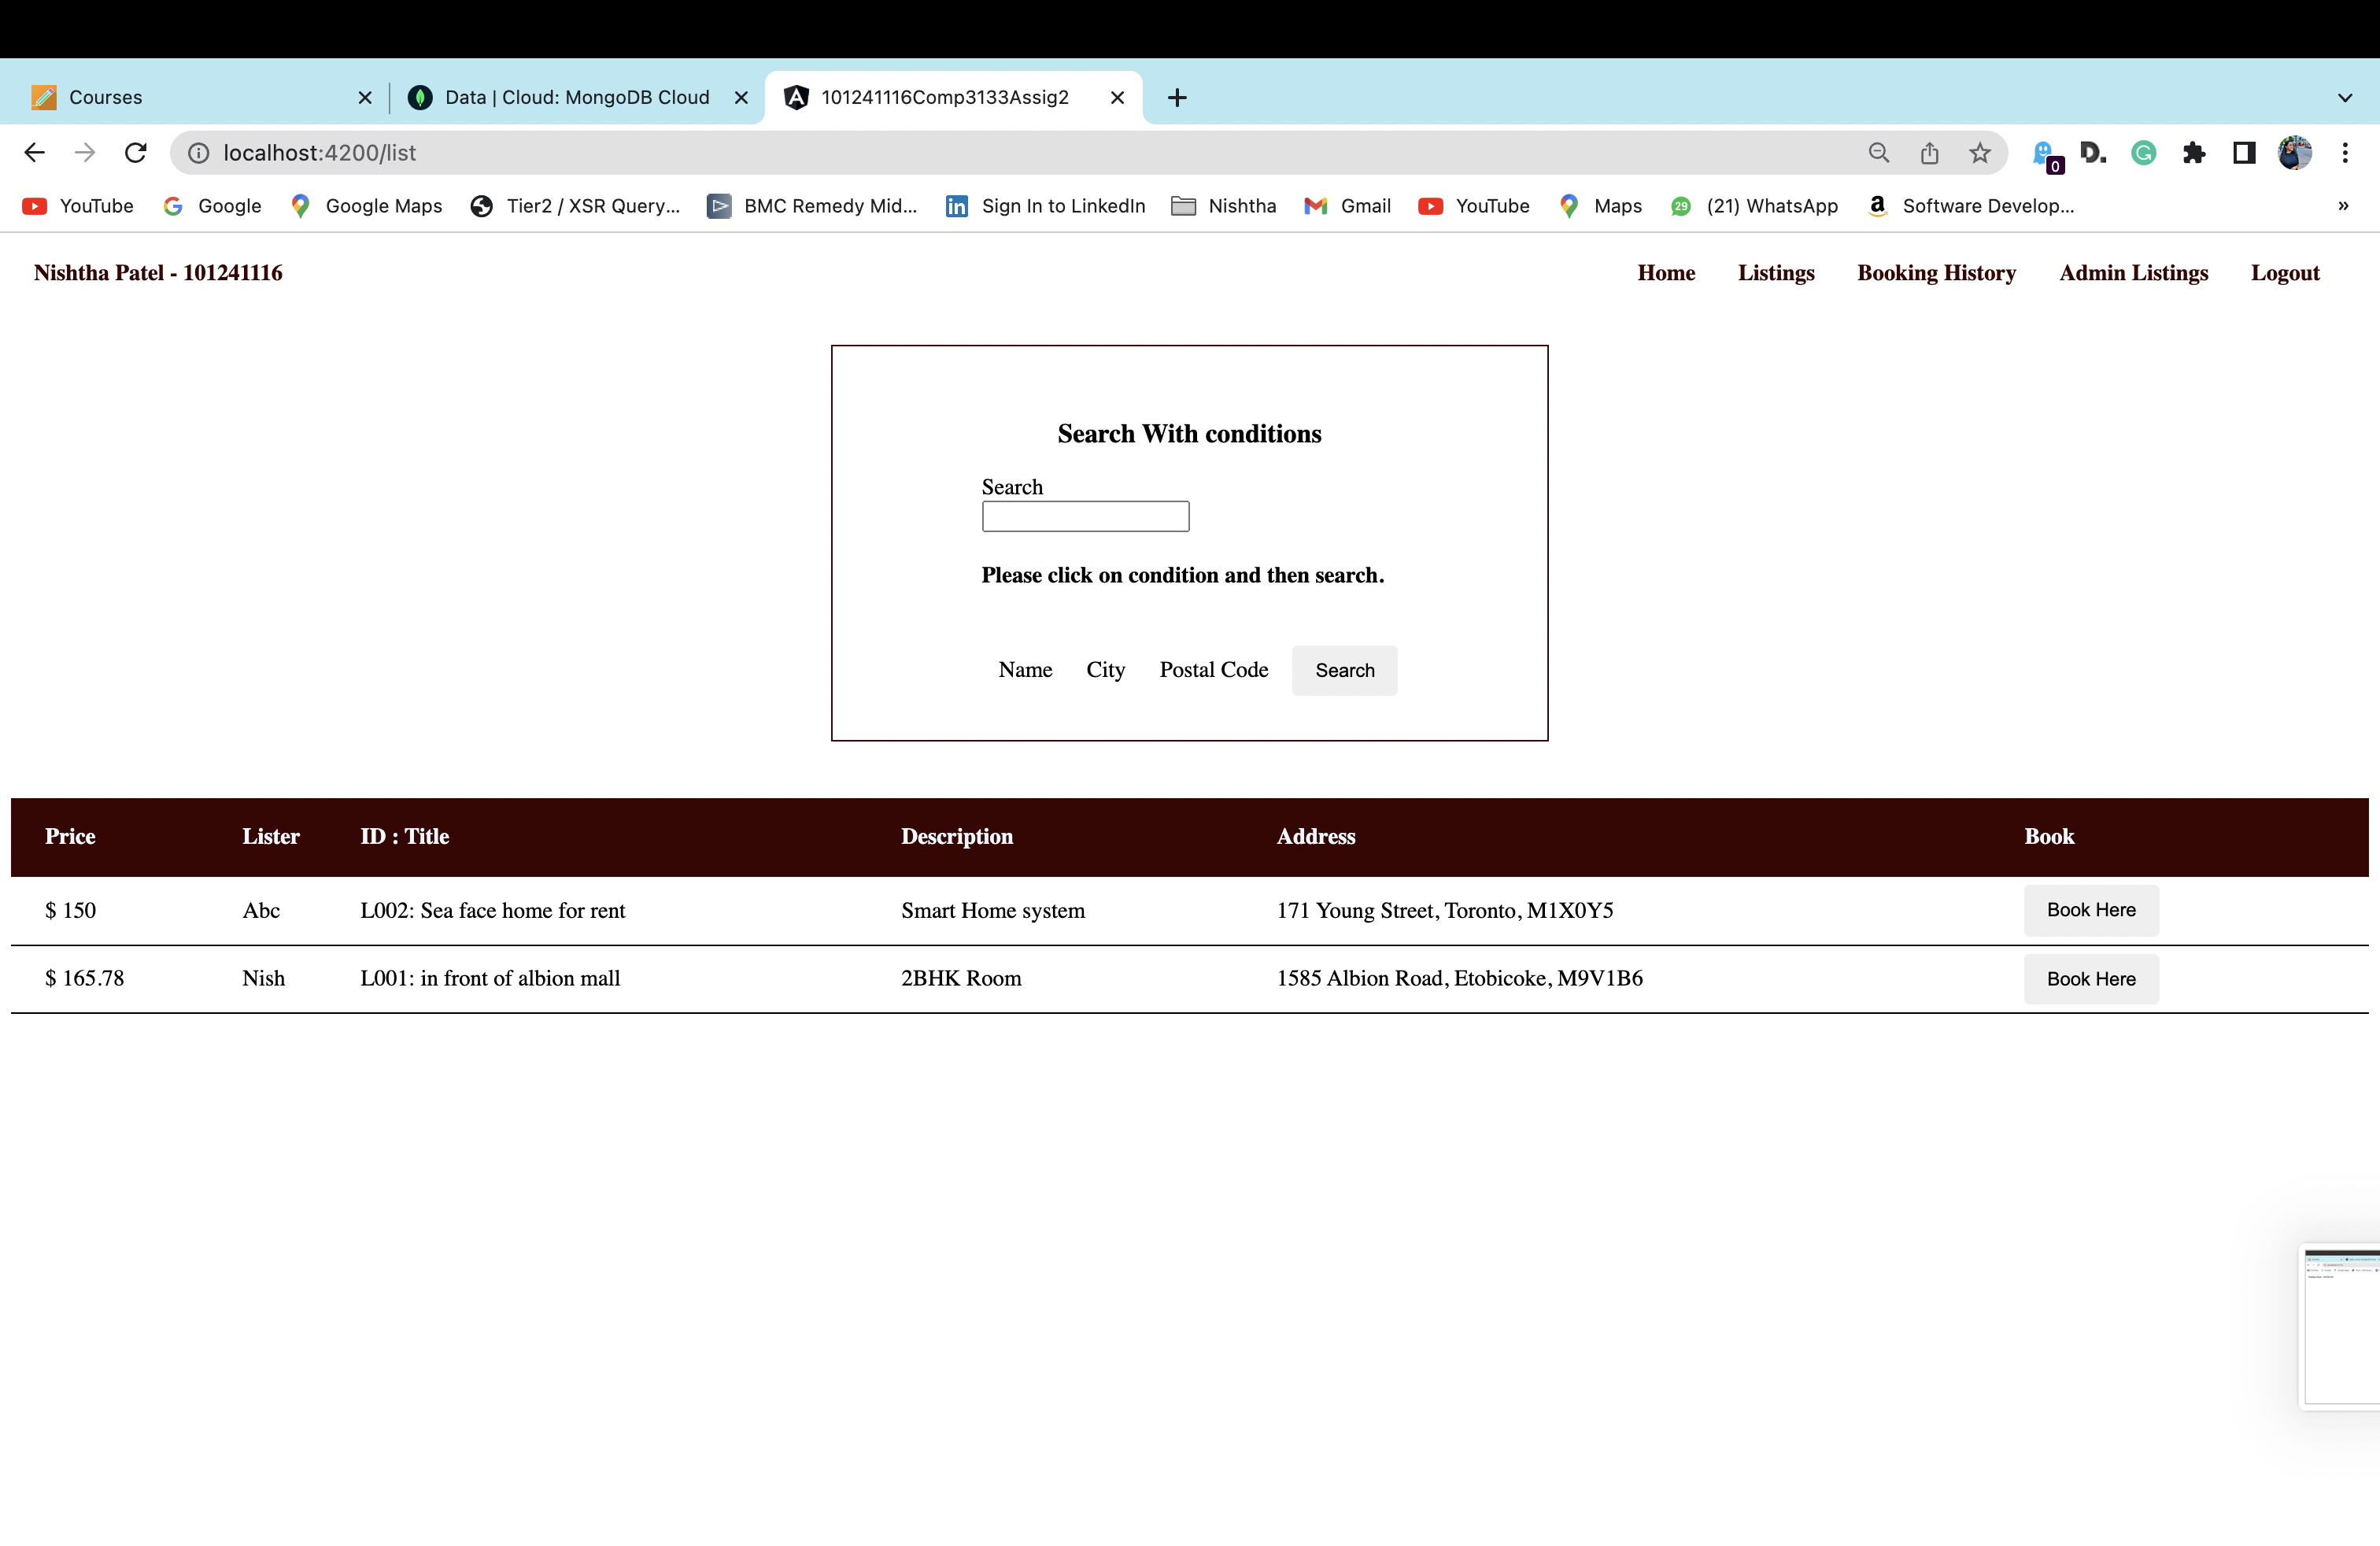 Courses
Data | Cloud: MongoDB Cloud
101241116Comp3133Assig2
localhost:4200/list
0
YouTube Google Google Maps Tier2 / XSR Query... BMC Remedy Mid... in Sign In to LinkedIn Nishtha Gmail YouTube Maps 29 (21) WhatsApp a Software Develop... »
Nishtha Patel - 101241116 Home Listings Booking History Admin Listings Logout
Search With conditions
Search
Please click on condition and then search.
Name City Postal Code Search
Price Lister ID : Title Description Address Book
$ 150 Abc L002: Sea face home for rent Smart Home system 171 Young Street, Toronto, M1X0Y5 Book Here
$ 165.78 Nish L001: in front of albion mall 2BHK Room 1585 Albion Road, Etobicoke, M9V1B6 Book Here